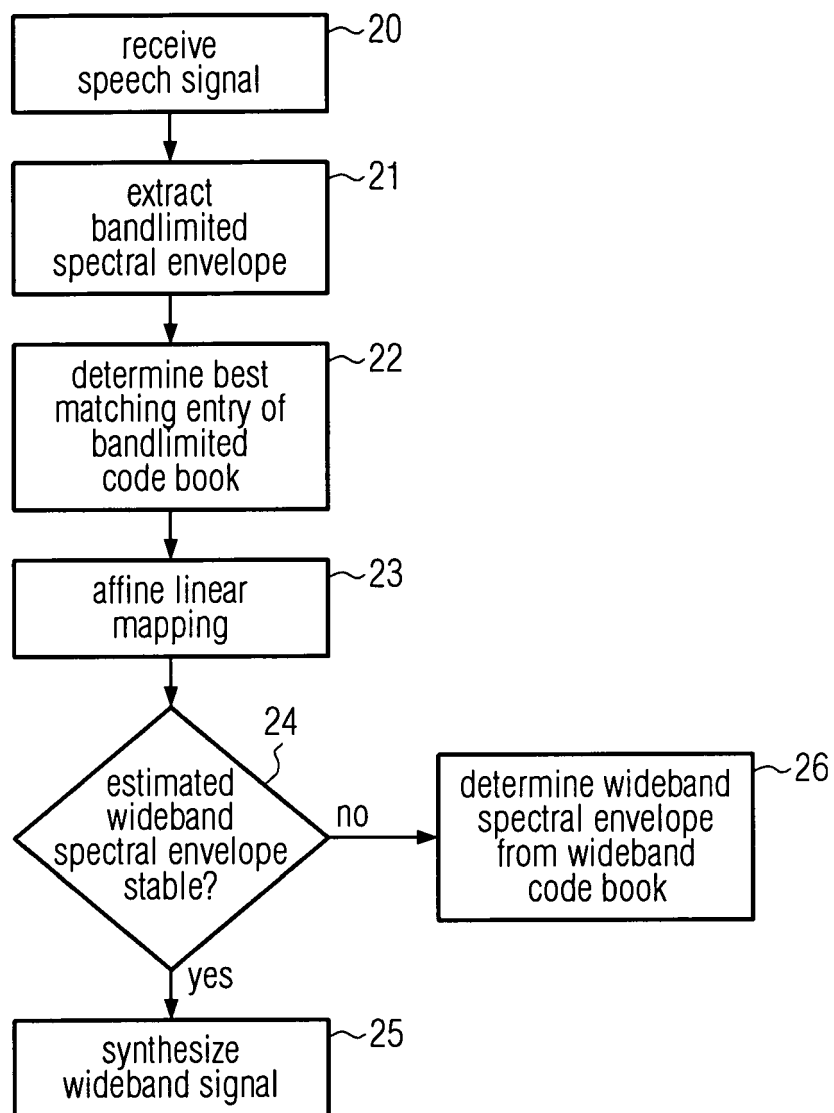 receive
speech signal
20
extract
bandlimited
spectral envelope
21
determine best
matching entry of
bandlimited
code book
22
affine linear
mapping
23
estimated
wideband
spectral envelope
stable?
24
no
determine wideband
spectral envelope
from wideband
code book
26
yes
synthesize
wideband signal
25